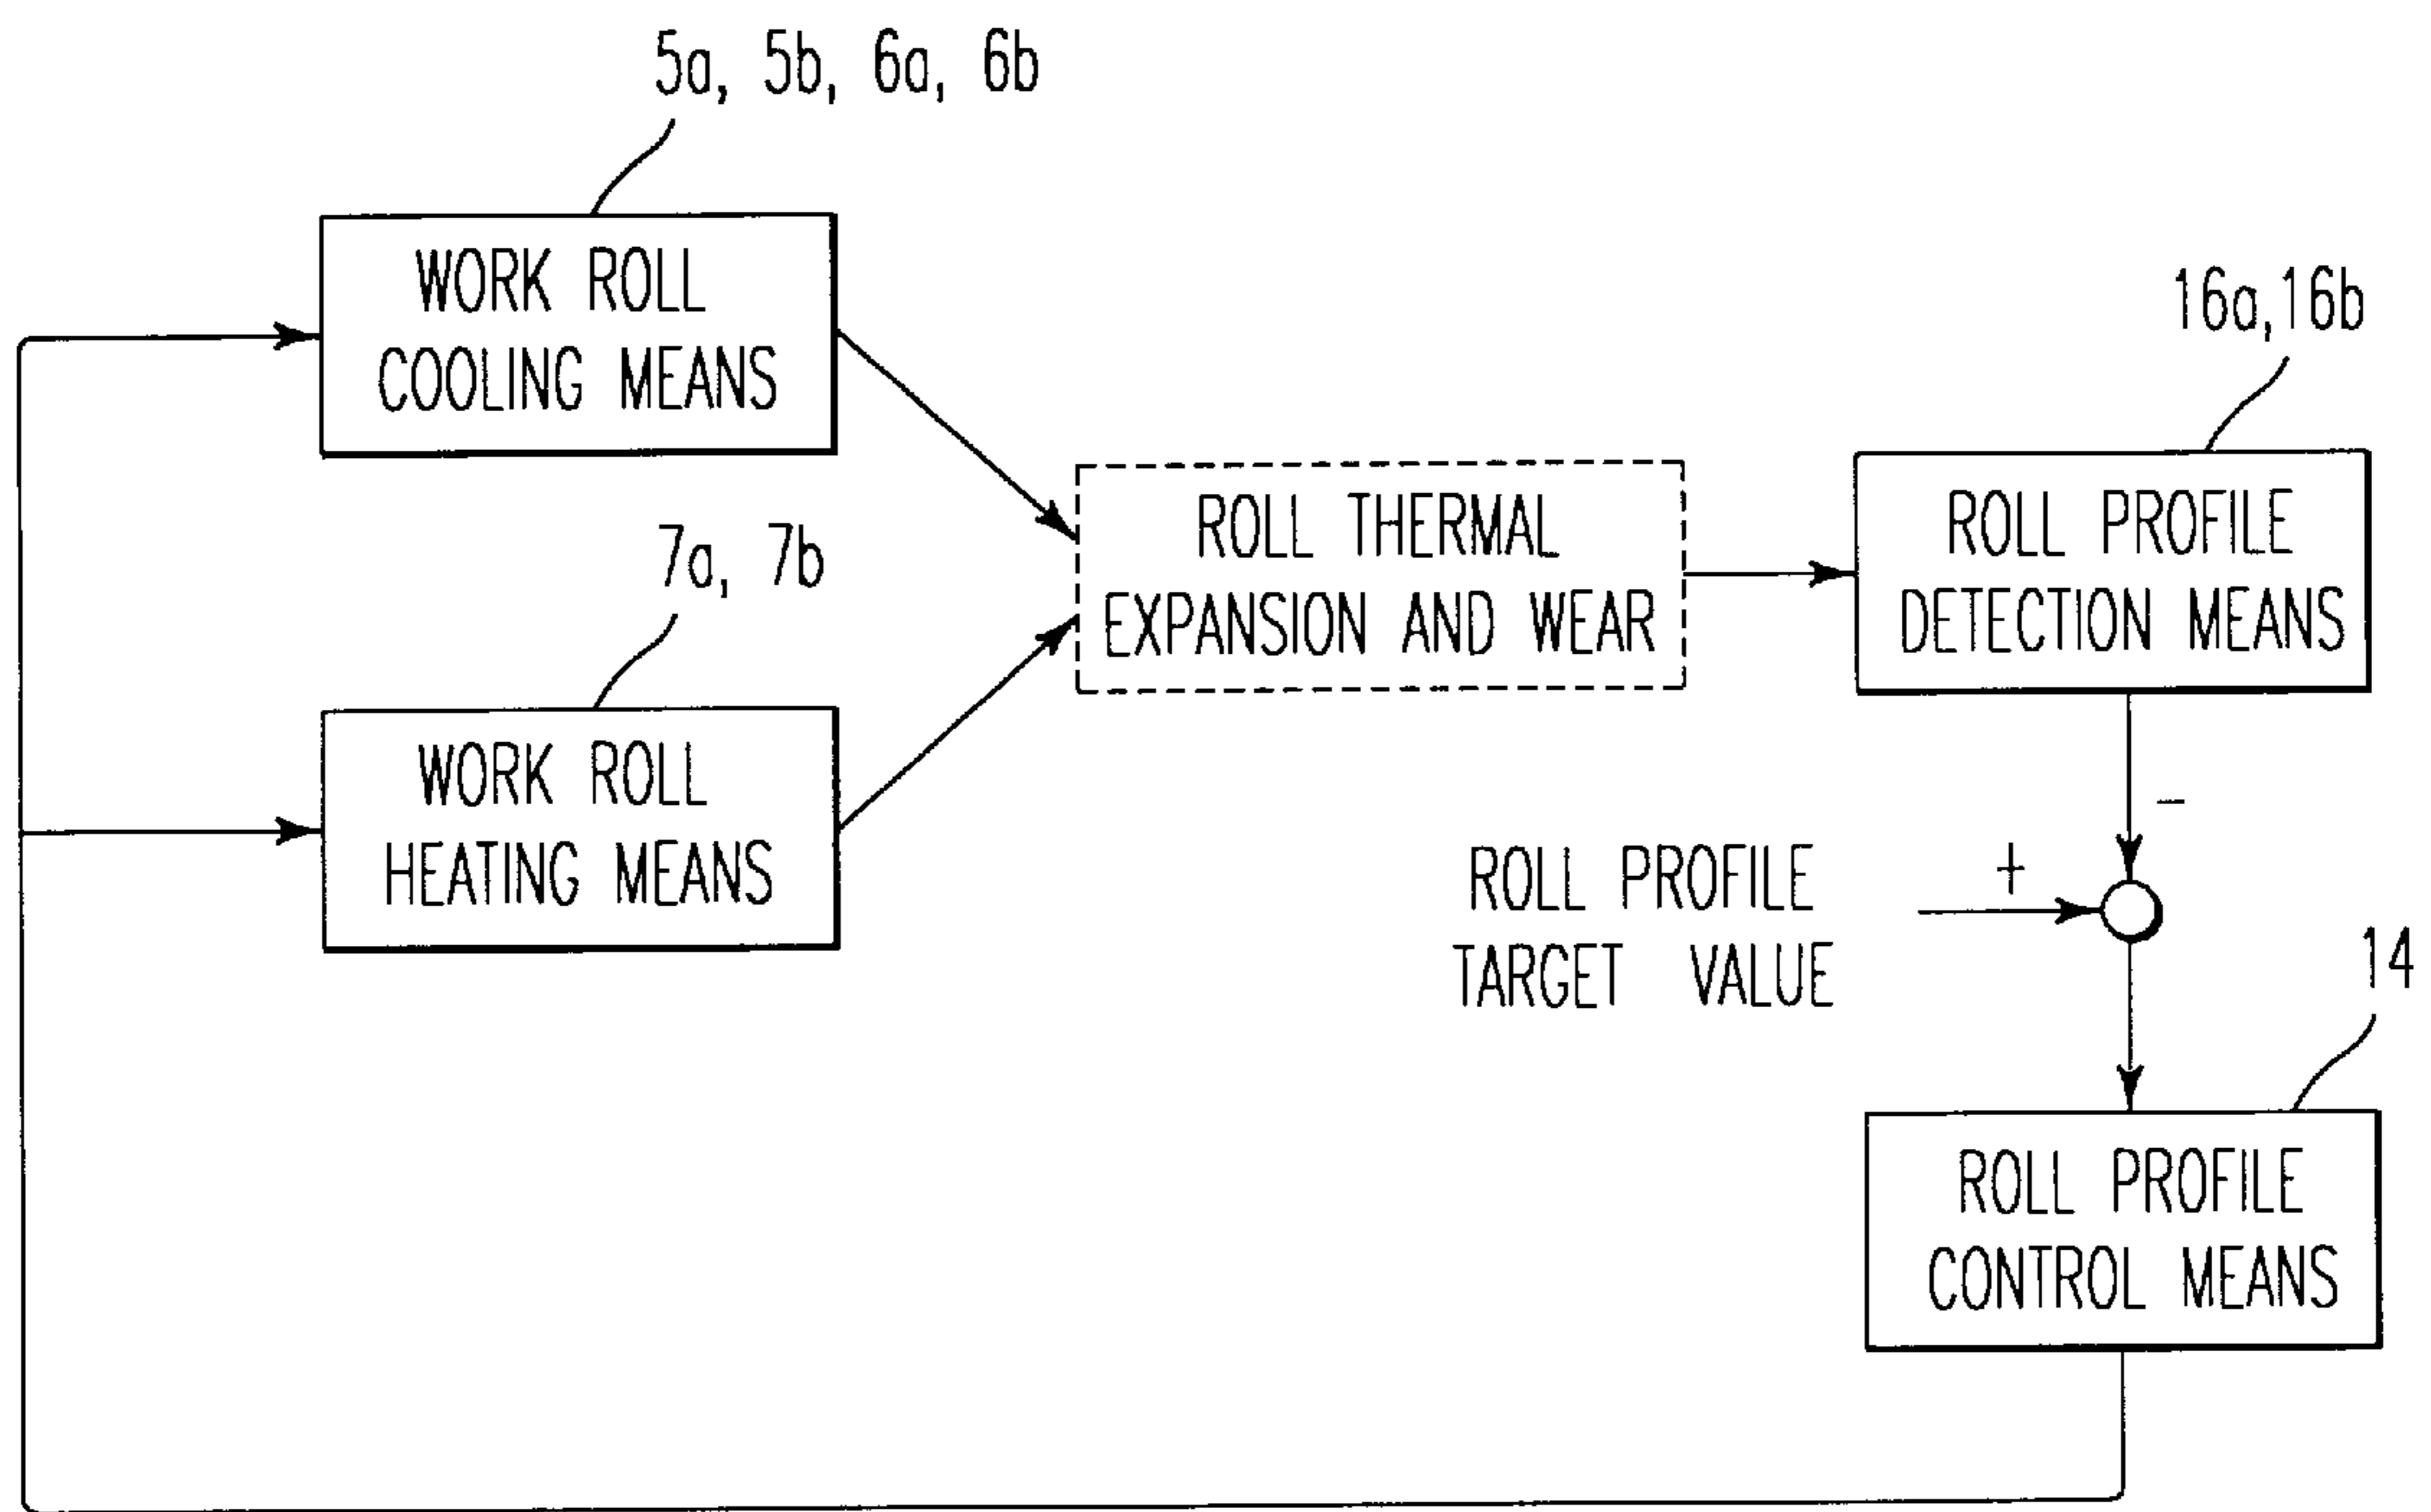 5a, 5b, 6a, 6b
WORK ROLL
COOLING MEANS
16a,16b
ROLL THERMAL
EXPANSION AND WEAR
ROLL PROFILE
DETECTION MEANS
7a, 7b
WORK ROLL
HEATING MEANS
-
+
ROLL PROFILE
TARGET VALUE
14
ROLL PROFILE
CONTROL MEANS